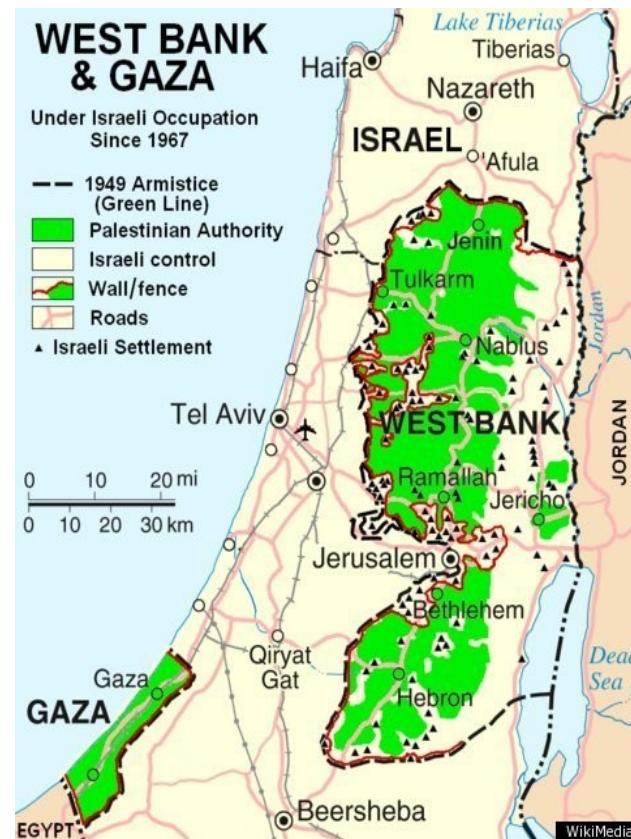 WEST BANK
& GAZA
Under Israeli Occupation
Since 1967
1949 Armistice
(Green Line)
Palestinian Authority
Israeli control
Wall/fence
Roads
Israeli Settlement
0 10 20 mi
0 10 20 30 km
Lake Tiberias
Tiberias
Haifa
Nazareth
ISRAEL
'Afula
Jenin
Tulkarm
Nablus
Jordan
Tel Aviv
WEST BANK
JORDAN
Ramallah
Jericho
Jerusalem
Bethlehem
Qiryat
Gat
Dead
Sea
Gaza
GAZA
Hebron
Beersheba
EGYPT
WikiMedia